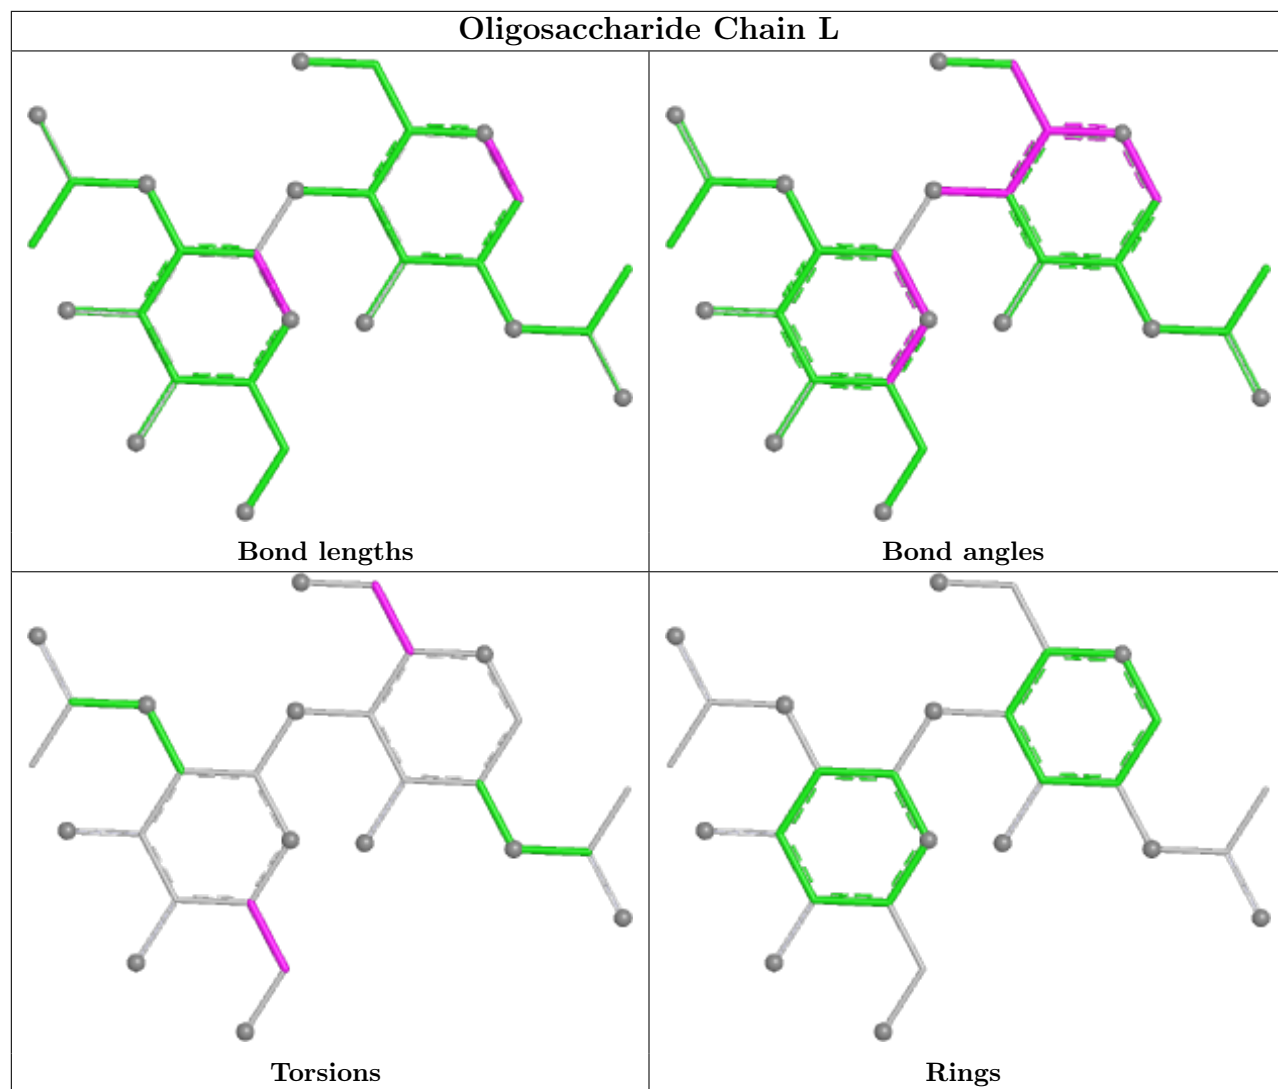 Oligosaccharide Chain L
Bond lengths
Bond angles
Torsions
Rings